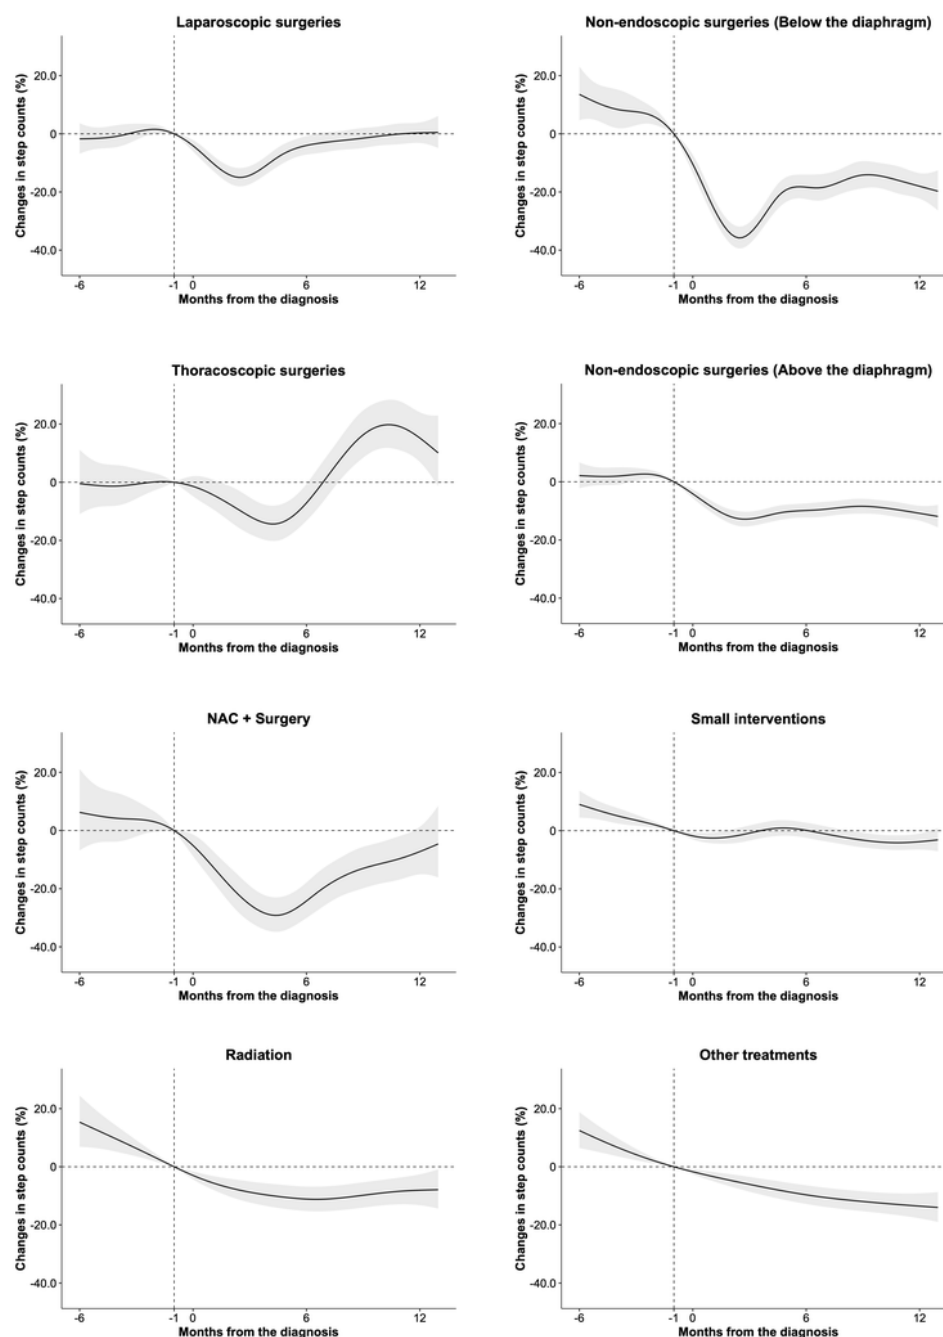 Laparoscopic surgeries
Changes in step counts (%)
20.0
0
-20.0
-40.0
-6 -1 0 6 12
Months from the diagnosis
Non-endoscopic surgeries (Below the diaphragm)
Changes in step counts (%)
20.0
0
-20.0
-40.0
-6 -1 0 6 12
Months from the diagnosis
Thoracoscopic surgeries
Changes in step counts (%)
20.0
0
-20.0
-40.0
-6 -1 0 6 12
Months from the diagnosis
Non-endoscopic surgeries (Above the diaphragm)
Changes in step counts (%)
20.0
0
-20.0
-40.0
-6 -1 0 6 12
Months from the diagnosis
NAC + Surgery
Changes in step counts (%)
20.0
0
-20.0
-40.0
-6 -1 0 6 12
Months from the diagnosis
Small interventions
Changes in step counts (%)
20.0
0
-20.0
-40.0
-6 -1 0 6 12
Months from the diagnosis
Radiation
Changes in step counts (%)
20.0
0
-20.0
-40.0
-6 -1 0 6 12
Months from the diagnosis
Other treatments
Changes in step counts (%)
20.0
0
-20.0
-40.0
-6 -1 0 6 12
Months from the diagnosis